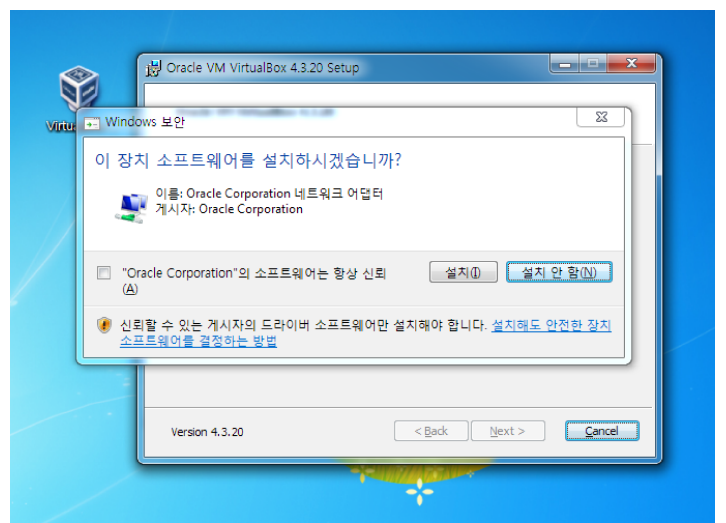 Oracle VM VirtualBox 4.3.20 Setup
Windows 보안
이 장치 소프트웨어를 설치하시겠습니까?
이름: Oracle Corporation 네트워크 어댑터
게시자: Oracle Corporation
"Oracle Corporation"의 소프트웨어는 항상 신뢰
(A)
설치(I)
설치 안 함(N)
신뢰할 수 있는 게시자의 드라이버 소프트웨어만 설치해야 합니다. 설치해도 안전한 장치
소프트웨어를 결정하는 방법
Version 4.3.20
< Back
Next >
Cancel